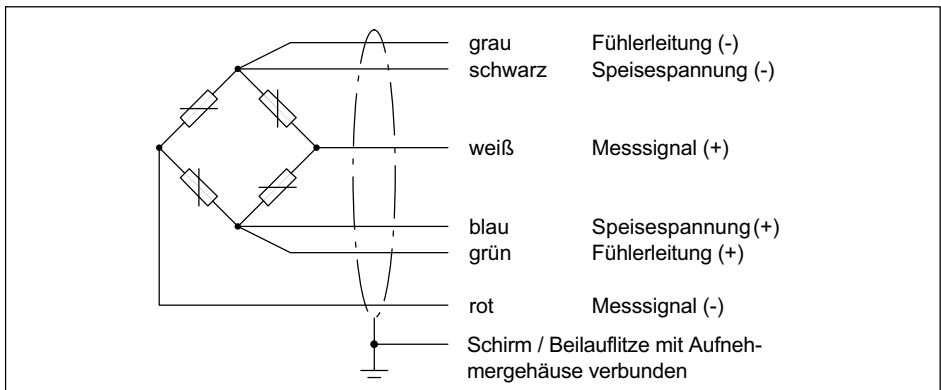 grau Fühlerleitung (-)
schwarz Speisespannung (-)
weiß Messsignal (+)
blau Speisespannung (+)
grün Fühlerleitung (+)
rot Messsignal (-)
Schirm / Beilauflitze mit Aufneh-
mergehäuse verbunden